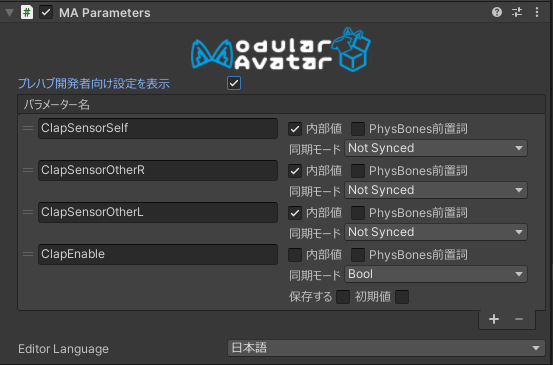 MA Parameters
Modular
Avatar
プレハブ開発者向け設定を表示
パラメーター名
ClapSensorSelf 内部値 PhysBones前置詞
同期モード Not Synced
ClapSensorOtherR 内部値 PhysBones前置詞
同期モード Not Synced
ClapSensorOtherL 内部値 PhysBones前置詞
同期モード Not Synced
ClapEnable 内部値 PhysBones前置詞
同期モード Bool
保存する 初期値
Editor Language 日本語